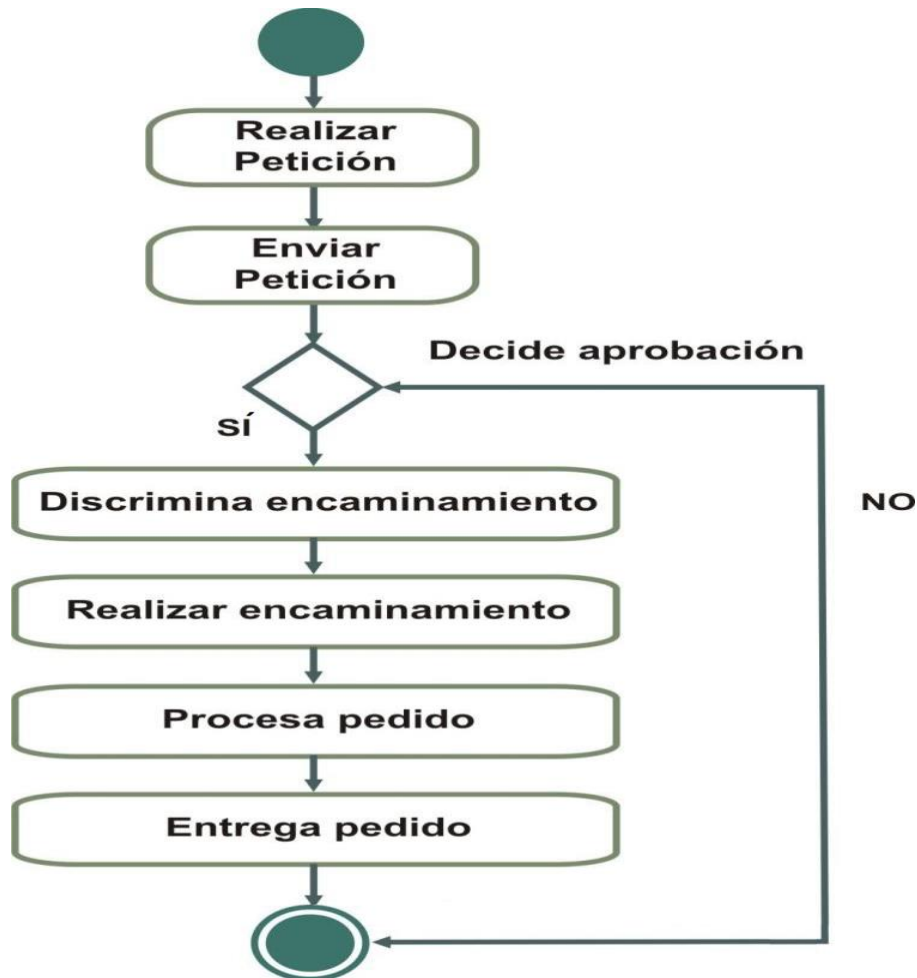 Realizar
Petición
Enviar
Petición
Decide aprobación
SÍ
Discrimina encaminamiento
NO
Realizar encaminamiento
Procesa pedido
Entrega pedido